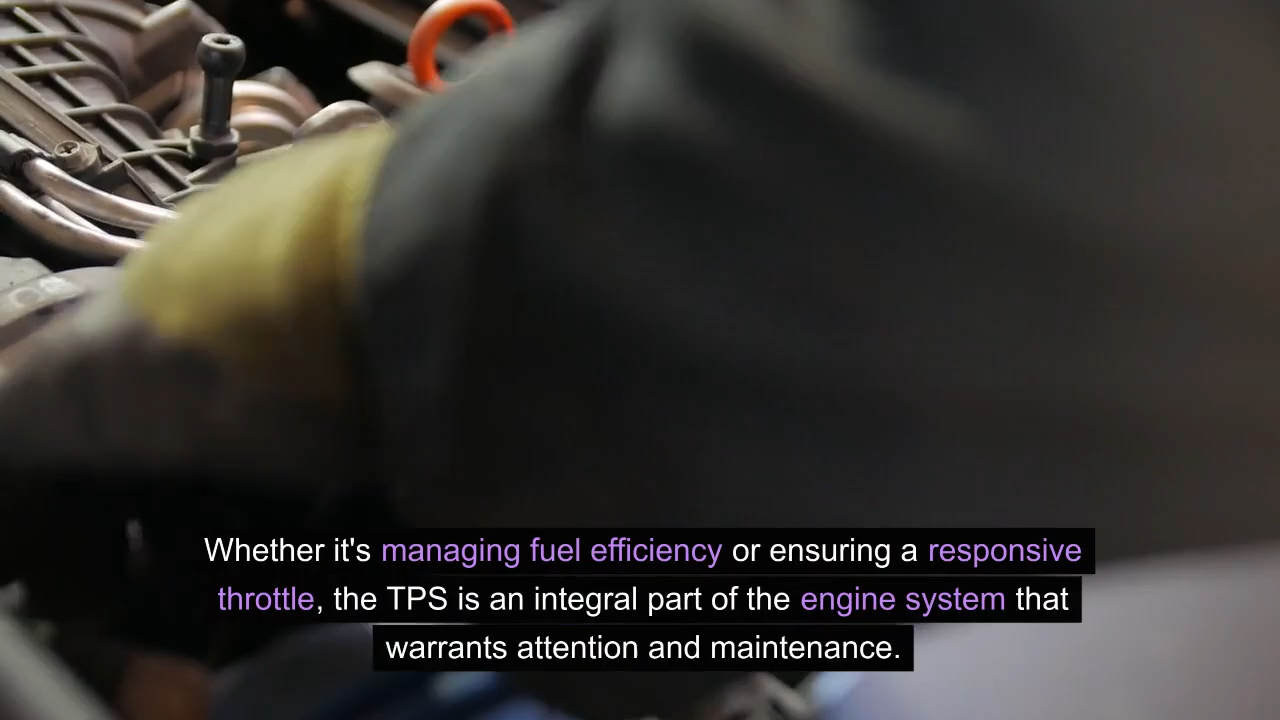 Whether it's managing fuel efficiency or ensuring a responsive
throttle, the TPS is an integral part of the engine system that
warrants attention and maintenance.